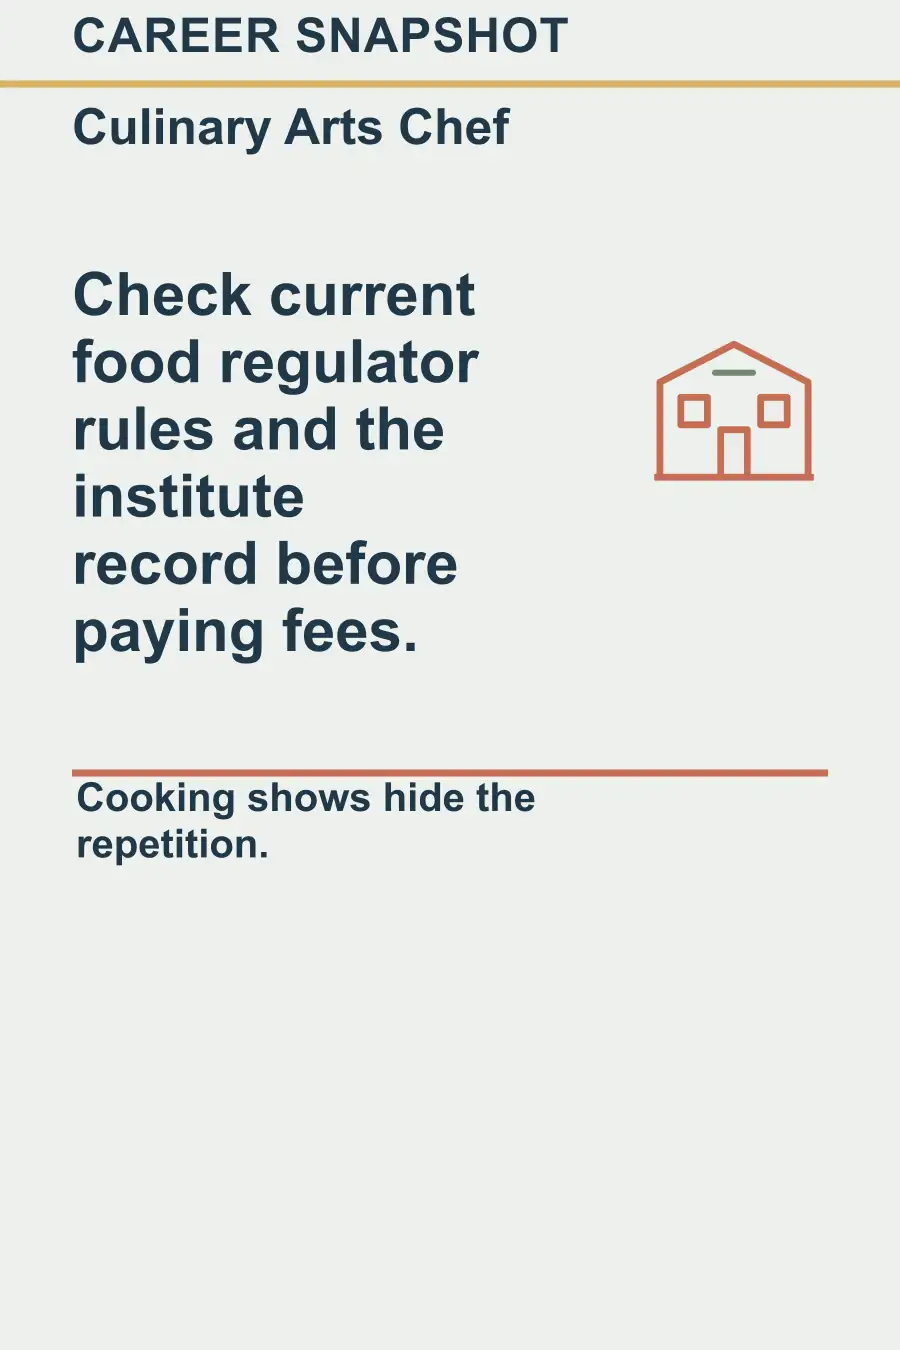 CAREER SNAPSHOT
Culinary Arts Chef
Check current
food regulator
rules and the
institute
record before
paying fees.
Cooking shows hide the
repetition.